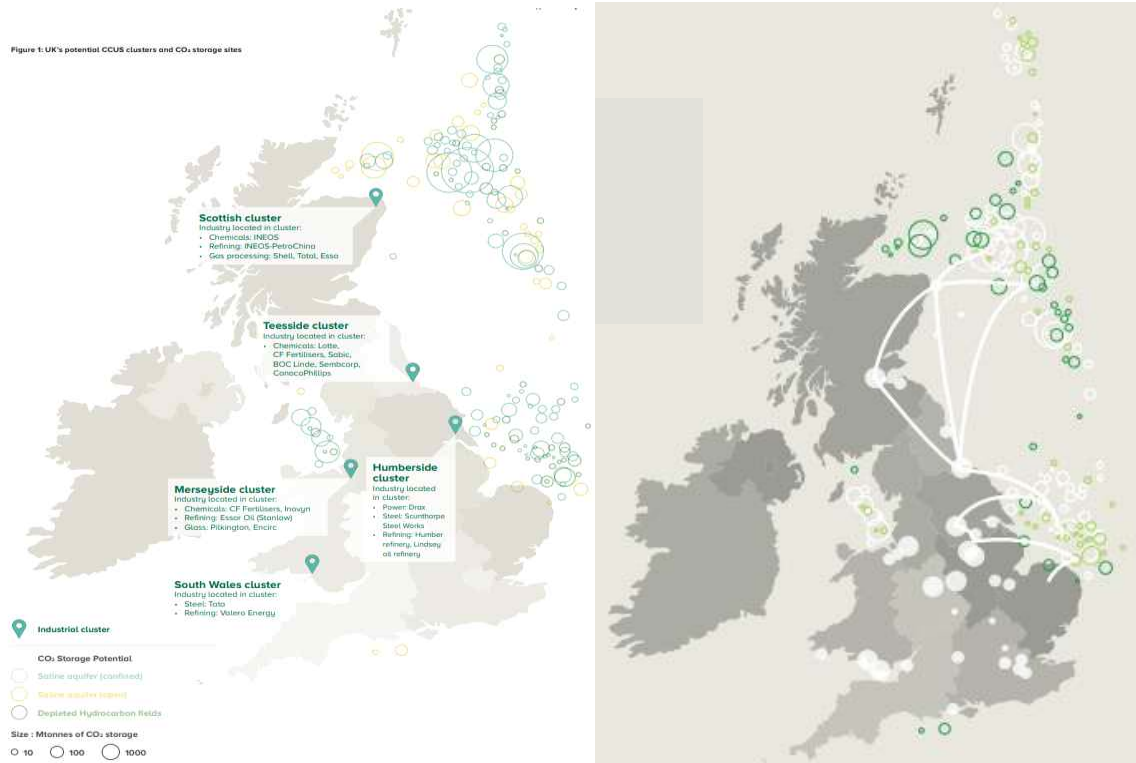 Figure 1: UK's potential CCUS clusters and CO₂ storage sites
Scottish cluster
Industry located in cluster:
• Chemicals: INEOS
• Refining: INEOS-PetroChina
• Gas processing: Shell, Total, Esso
Teesside cluster
Industry located in cluster:
• Chemicals: Lotte,
CF Fertilisers, Sabic,
BOC Linde, Sembcorp,
ConocoPhillips
Humberside
cluster
Industry located
in cluster:
• Power: Drax
• Steel: Scunthorpe
Steel Works
• Refining: Humber
refinery, Lindsey
oil refinery
Merseyside cluster
Industry located in cluster:
• Chemicals: CF Fertilisers, Inovyn
• Refining: Essar Oil (Stanlow)
• Glass: Pilkington, Encirc
South Wales cluster
Industry located in cluster:
• Steel: Tata
• Refining: Valero Energy
Industrial cluster
CO₂ Storage Potential
Saline aquifer (confined)
Saline aquifer (open)
Depleted Hydrocarbon fields
Size : Mtonnes of CO₂ storage
10 100 1000